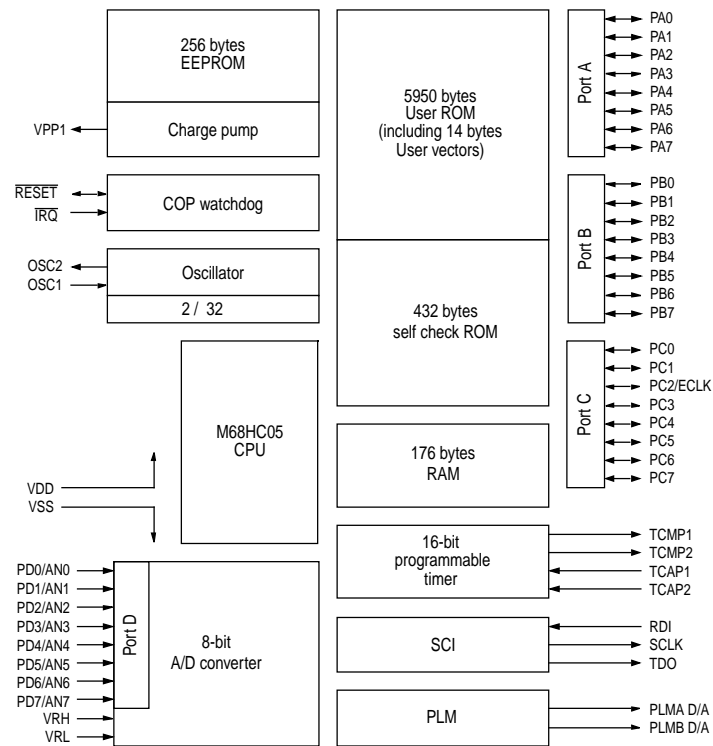 256 bytes
EEPROM
Charge pump
VPP1
RESET
IRQ
COP watchdog
OSC2
OSC1
Oscillator
2 / 32
M68HC05
CPU
VDD
VSS
PD0/AN0
PD1/AN1
PD2/AN2
PD3/AN3
PD4/AN4
PD5/AN5
PD6/AN6
PD7/AN7
VRH
VRL
Port D
8-bit
A/D converter
5950 bytes
User ROM
(including 14 bytes
User vectors)
432 bytes
self check ROM
176 bytes
RAM
16-bit
programmable
timer
SCI
PLM
Port A
PA0
PA1
PA2
PA3
PA4
PA5
PA6
PA7
Port B
PB0
PB1
PB2
PB3
PB4
PB5
PB6
PB7
Port C
PC0
PC1
PC2/ECLK
PC3
PC4
PC5
PC6
PC7
TCMP1
TCMP2
TCAP1
TCAP2
RDI
SCLK
TDO
PLMA D/A
PLMB D/A